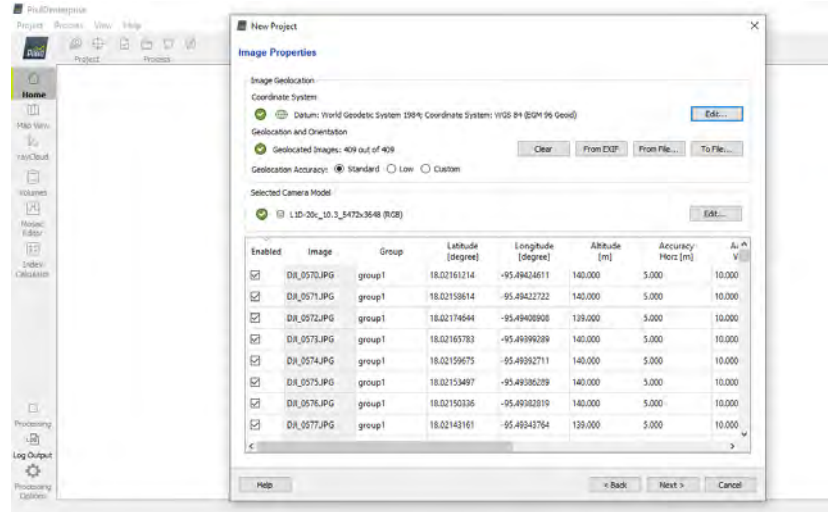 Pix4Denterprise
Project Process View Help
Project Process
Home
Map View
rayCloud
Volumes
Mosaic
Editor
Index
Calculator
Processing
Log Output
Processing
Options
New Project
Image Properties
Image Geolocation
Coordinate System
Datum: World Geodetic System 1984; Coordinate System: WGS 84 (EGM 96 Geoid)
Edit...
Geolocation and Orientation
Geolocated Images: 409 out of 409
Clear From EXIF From File... To File...
Geolocation Accuracy: Standard Low Custom
Selected Camera Model
L1D-20c_10.3_5472x3648 (RGB)
Edit...
Enabled Image Group Latitude [degree] Longitude [degree] Altitude [m] Accuracy Horz [m]
DJI_0570.JPG group1 18.02161214 -95.49424611 140.000 5.000 10.000
DJI_0571.JPG group1 18.02158614 -95.49422722 140.000 5.000 10.000
DJI_0572.JPG group1 18.02174644 -95.49408908 139.000 5.000 10.000
DJI_0573.JPG group1 18.02165783 -95.49399289 140.000 5.000 10.000
DJI_0574.JPG group1 18.02159675 -95.49392711 140.000 5.000 10.000
DJI_0575.JPG group1 18.02153497 -95.49386289 140.000 5.000 10.000
DJI_0576.JPG group1 18.02150336 -95.49382819 140.000 5.000 10.000
DJI_0577.JPG group1 18.02143161 -95.49343764 139.000 5.000 10.000
Help < Back Next > Cancel